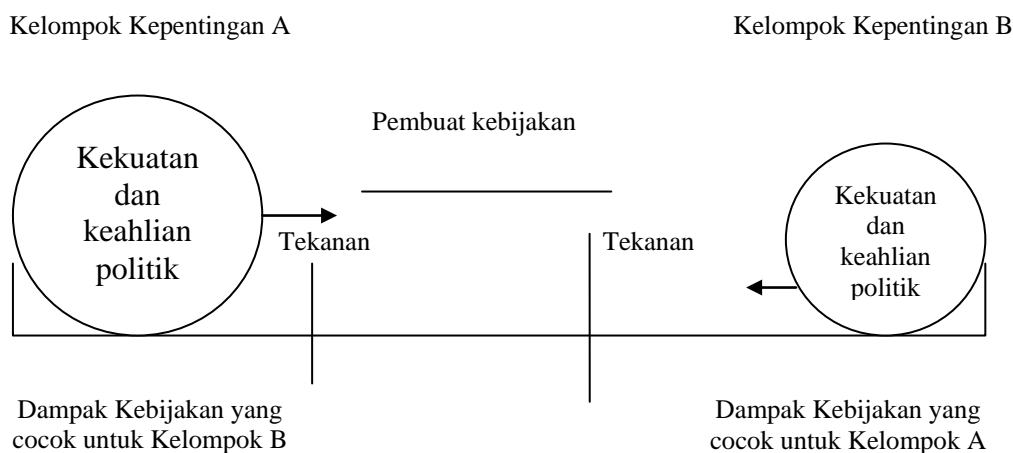 Kelompok Kepentingan A
Kelompok Kepentingan B
Pembuat kebijakan
Kekuatan
dan
keahlian
politik
Tekanan
Tekanan
Kekuatan
dan
keahlian
politik
Dampak Kebijakan yang
cocok untuk Kelompok B
Dampak Kebijakan yang
cocok untuk Kelompok A